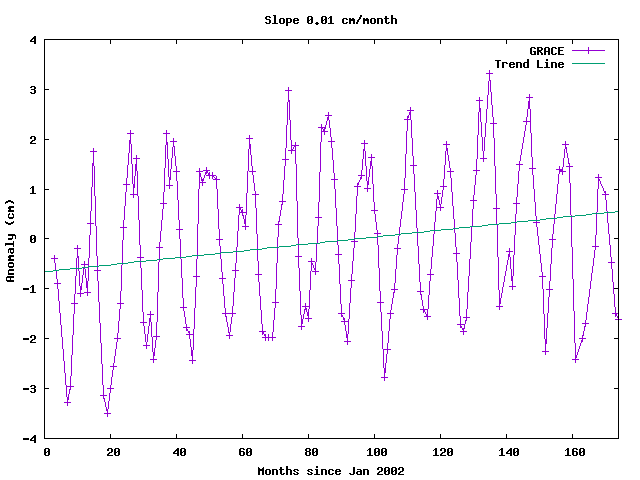 Slope 0.01 cm/month
GRACE
Trend Line
4
3
2
1
0
-1
-2
-3
-4
Anomaly (cm)
0 20 40 60 80 100 120 140 160
Months since Jan 2002